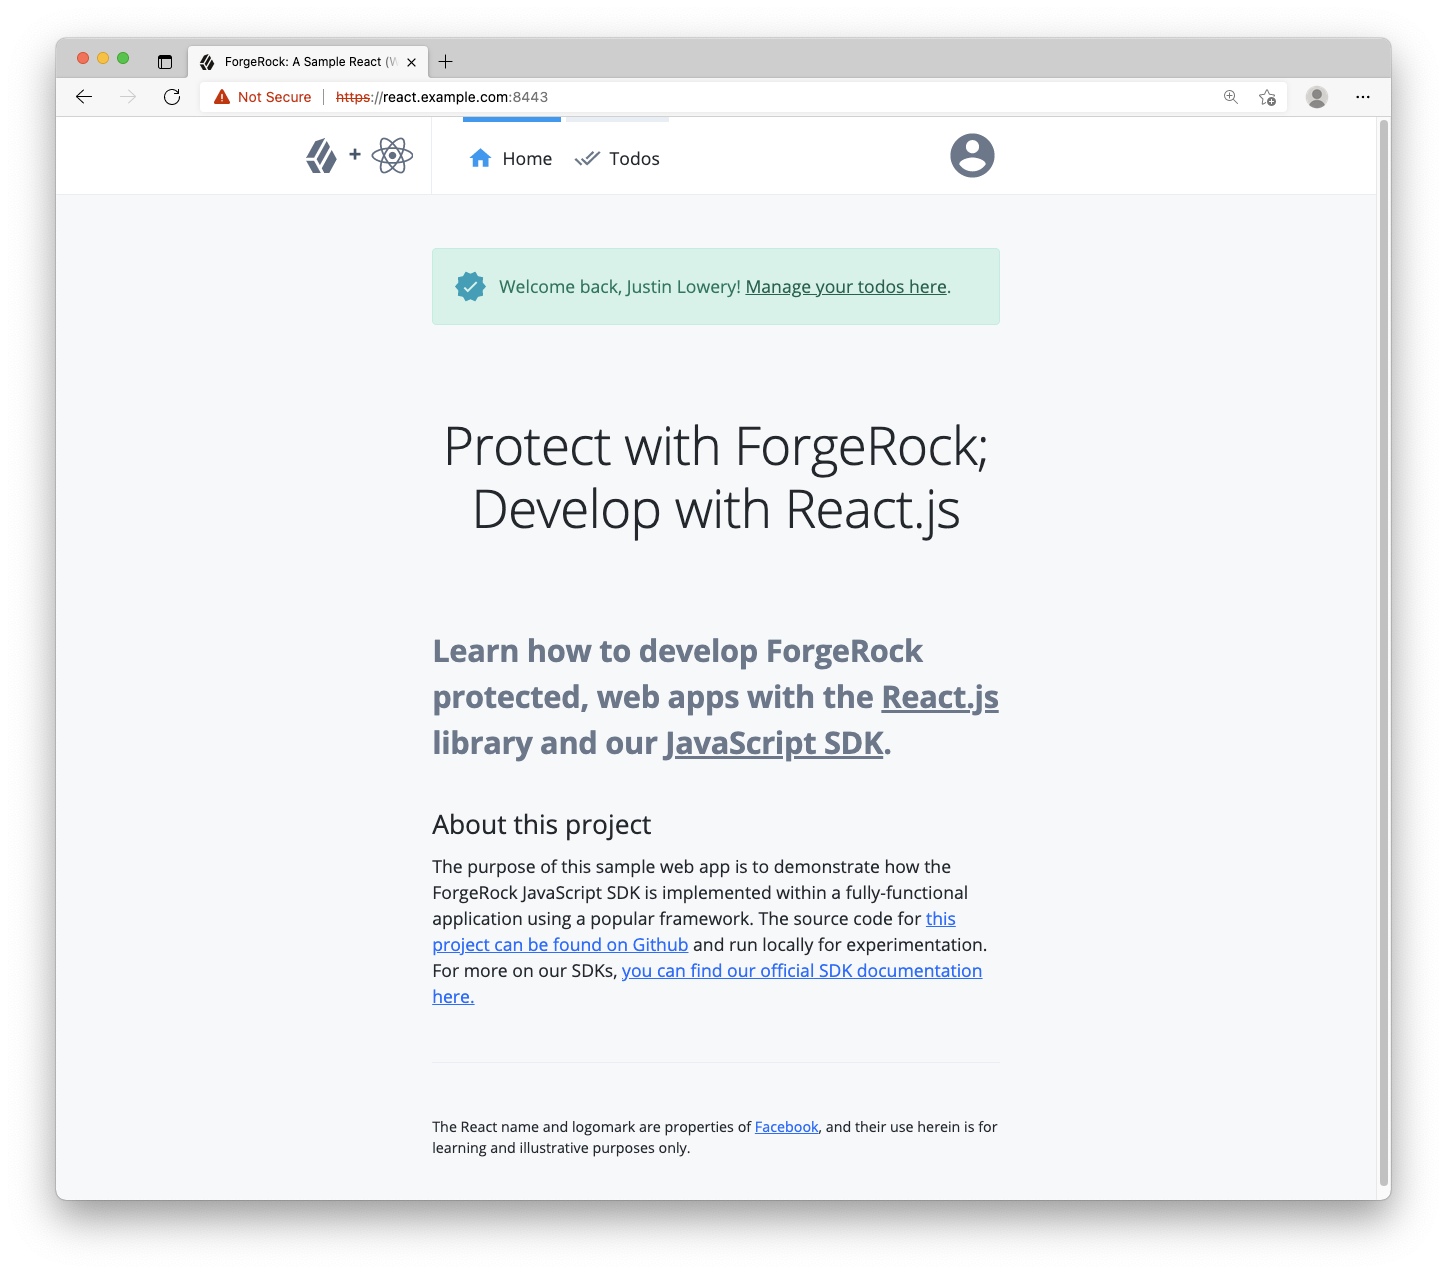 ForgeRock: A Sample React (W
Not Secure | https://react.example.com:8443
+
Home Todos
Welcome back, Justin Lowery! Manage your todos here.
Protect with ForgeRock;
Develop with React.js
Learn how to develop ForgeRock
protected, web apps with the React.js
library and our JavaScript SDK.
About this project
The purpose of this sample web app is to demonstrate how the
ForgeRock JavaScript SDK is implemented within a fully-functional
application using a popular framework. The source code for this
project can be found on Github and run locally for experimentation.
For more on our SDKs, you can find our official SDK documentation
here.
The React name and logomark are properties of Facebook, and their use herein is for
learning and illustrative purposes only.